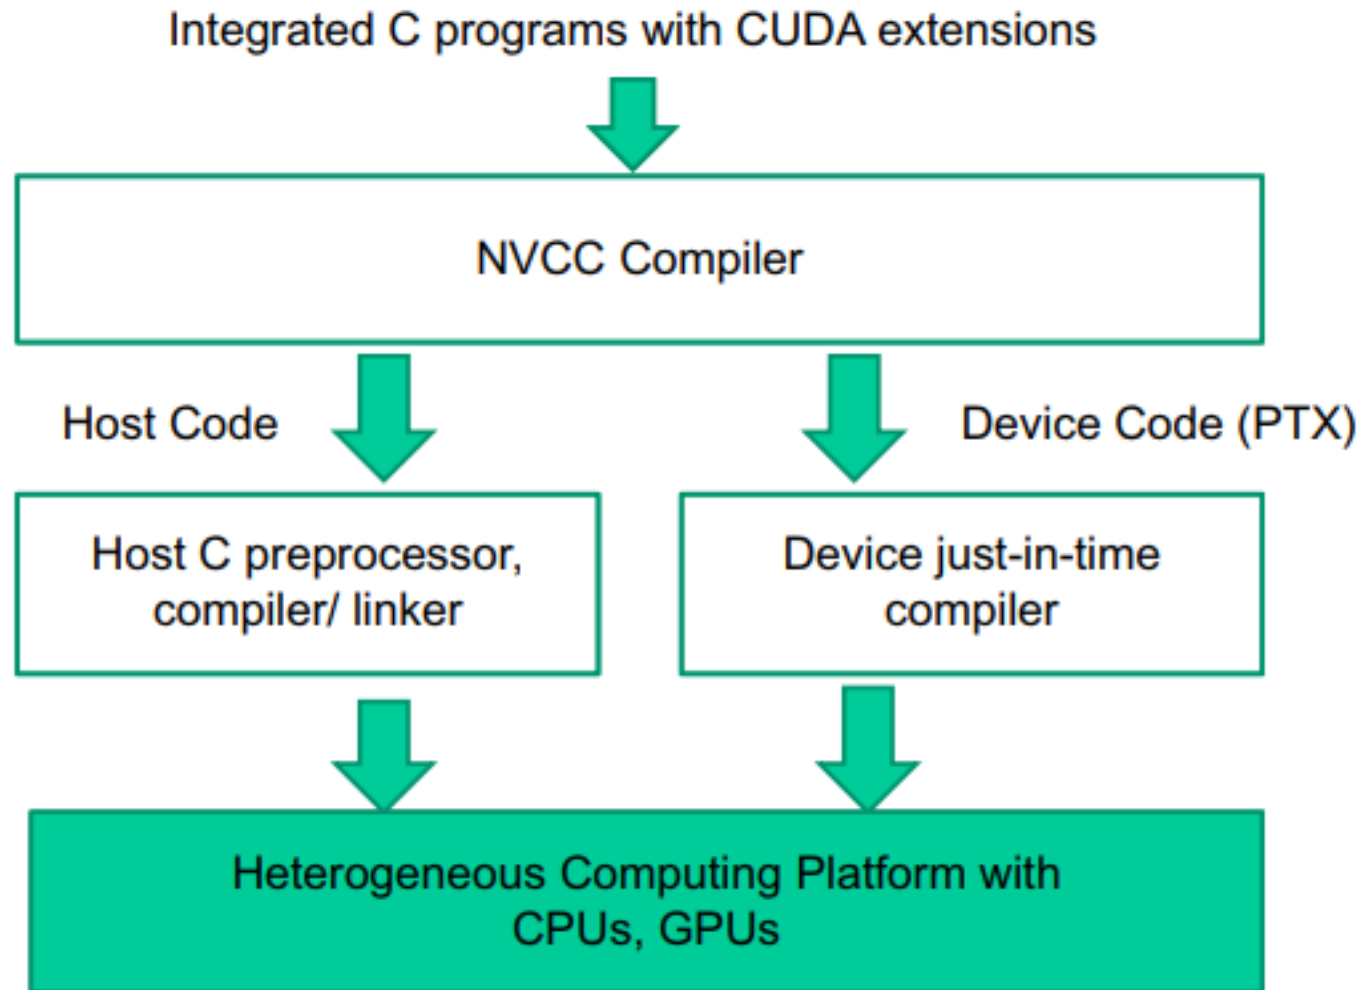 Integrated C programs with CUDA extensions
NVCC Compiler
Host Code
Device Code (PTX)
Host C preprocessor,
compiler/ linker
Device just-in-time
compiler
Heterogeneous Computing Platform with
CPUs, GPUs